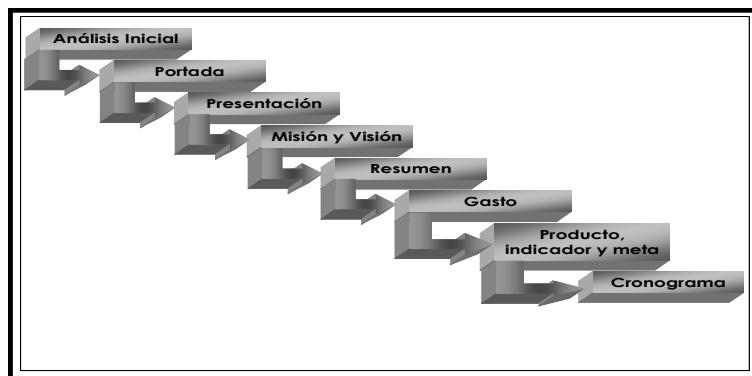 Análisis Inicial
Portada
Presentación
Misión y Visión
Resumen
Gasto
Producto,
indicador y meta
Cronograma